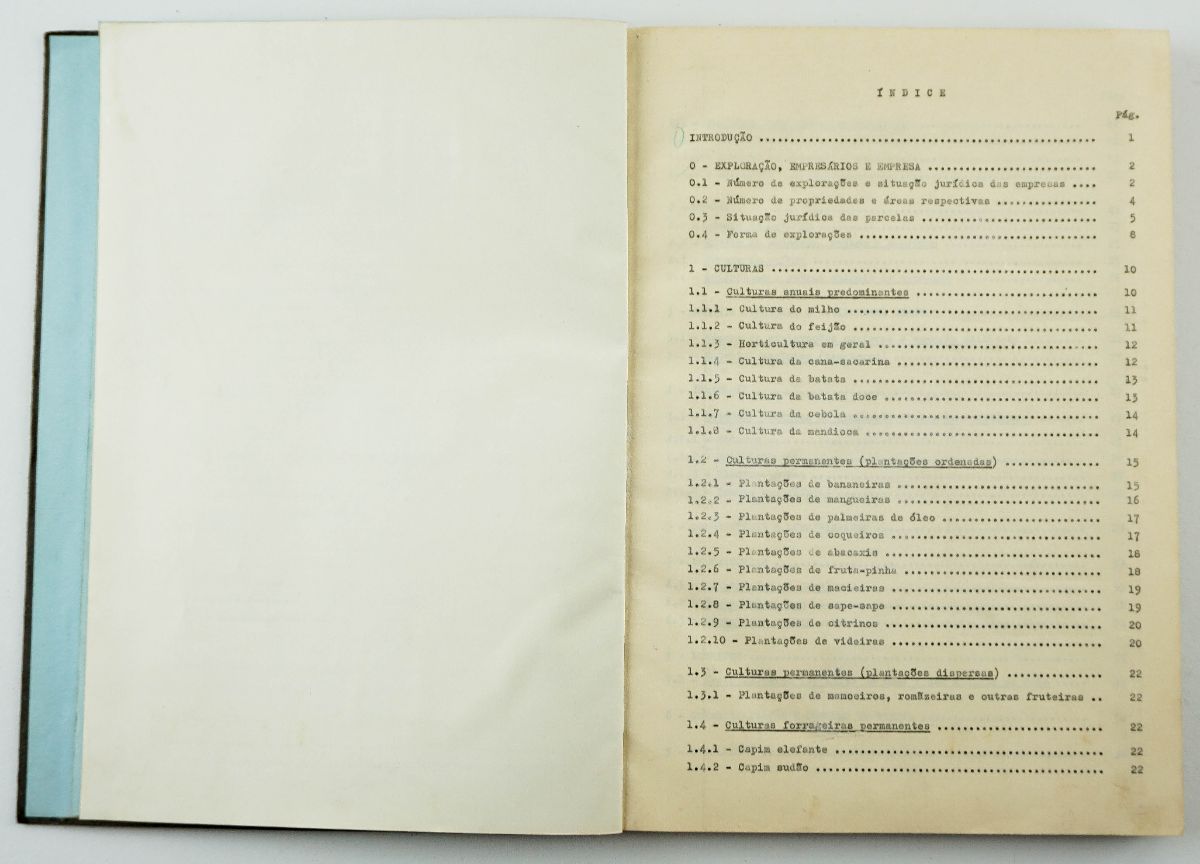 ÍNDICE
Pág.
INTRODUÇÃO ........ 1
0 - EXPLORAÇÃO, EMPRESÁRIOS E EMPRESA ........ 2
0.1 - Número de explorações e situação jurídica das empresas .... 2
0.2 - Número de propriedades e áreas respectivas ........ 4
0.3 - Situação jurídica das parcelas ........ 5
0.4 - Forma de explorações ........ 8
1 - CULTURAS ........ 10
1.1 - Culturas anuais predominantes ........ 10
1.1.1 - Cultura do milho ........ 11
1.1.2 - Cultura do feijão ........ 11
1.1.3 - Horticultura em geral ........ 12
1.1.4 - Cultura da cana-sacarina ........ 12
1.1.5 - Cultura da batata ........ 13
1.1.6 - Cultura da batata doce ........ 13
1.1.7 - Cultura da cebola ........ 14
1.1.8 - Cultura da mandioca ........ 14
1.2 - Culturas permanentes (plantações ordenadas) ........ 15
1.2.1 - Plantações de bananeiras ........ 15
1.2.2 - Plantações de mangueiras ........ 16
1.2.3 - Plantações de palmeiras de óleo ........ 17
1.2.4 - Plantações de coqueiros ........ 17
1.2.5 - Plantações de abacaxis ........ 18
1.2.6 - Plantações de fruta-pinha ........ 18
1.2.7 - Plantações de macieiras ........ 19
1.2.8 - Plantações de sape-sape ........ 19
1.2.9 - Plantações de citrinos ........ 20
1.2.10 - Plantações de videiras ........ 20
1.3 - Culturas permanentes (plantações dispersas) ........ 22
1.3.1 - Plantações de mamoeiros, romãzeiras e outras fruteiras .. 22
1.4 - Culturas forrageiras permanentes ........ 22
1.4.1 - Capim elefante ........ 22
1.4.2 - Capim sudão ........ 22